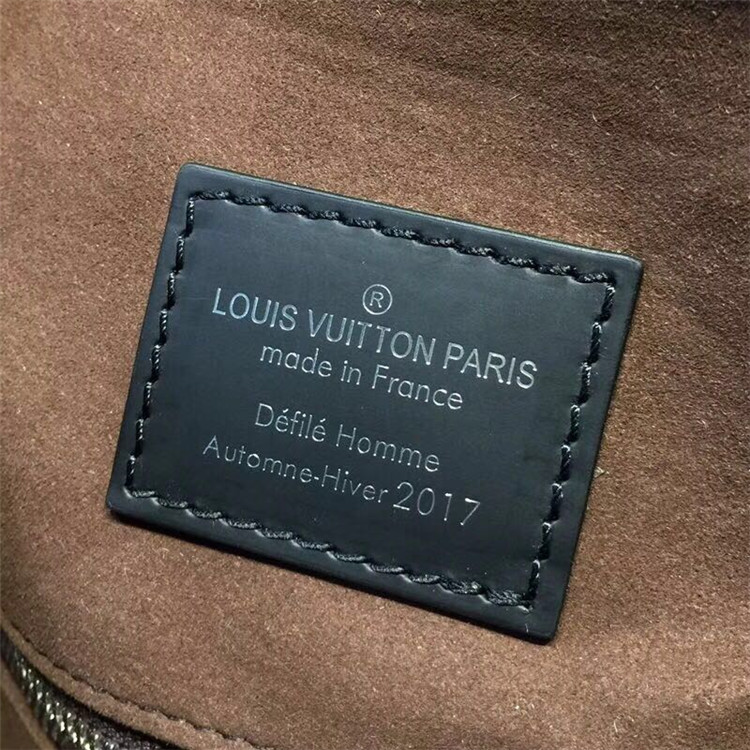 ®
LOUIS VUITTON PARIS
made in France
Défilé Homme
Automne-Hiver 2017